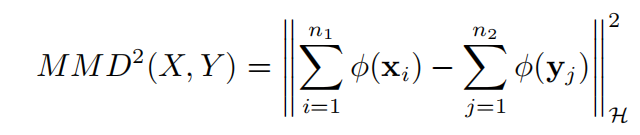 $MMD^2(X, Y) = \left\| \sum_{i=1}^{n_1} \phi(\mathbf{x}_i) - \sum_{j=1}^{n_2} \phi(\mathbf{y}_j) \right\|_{\mathcal{H}}^2$